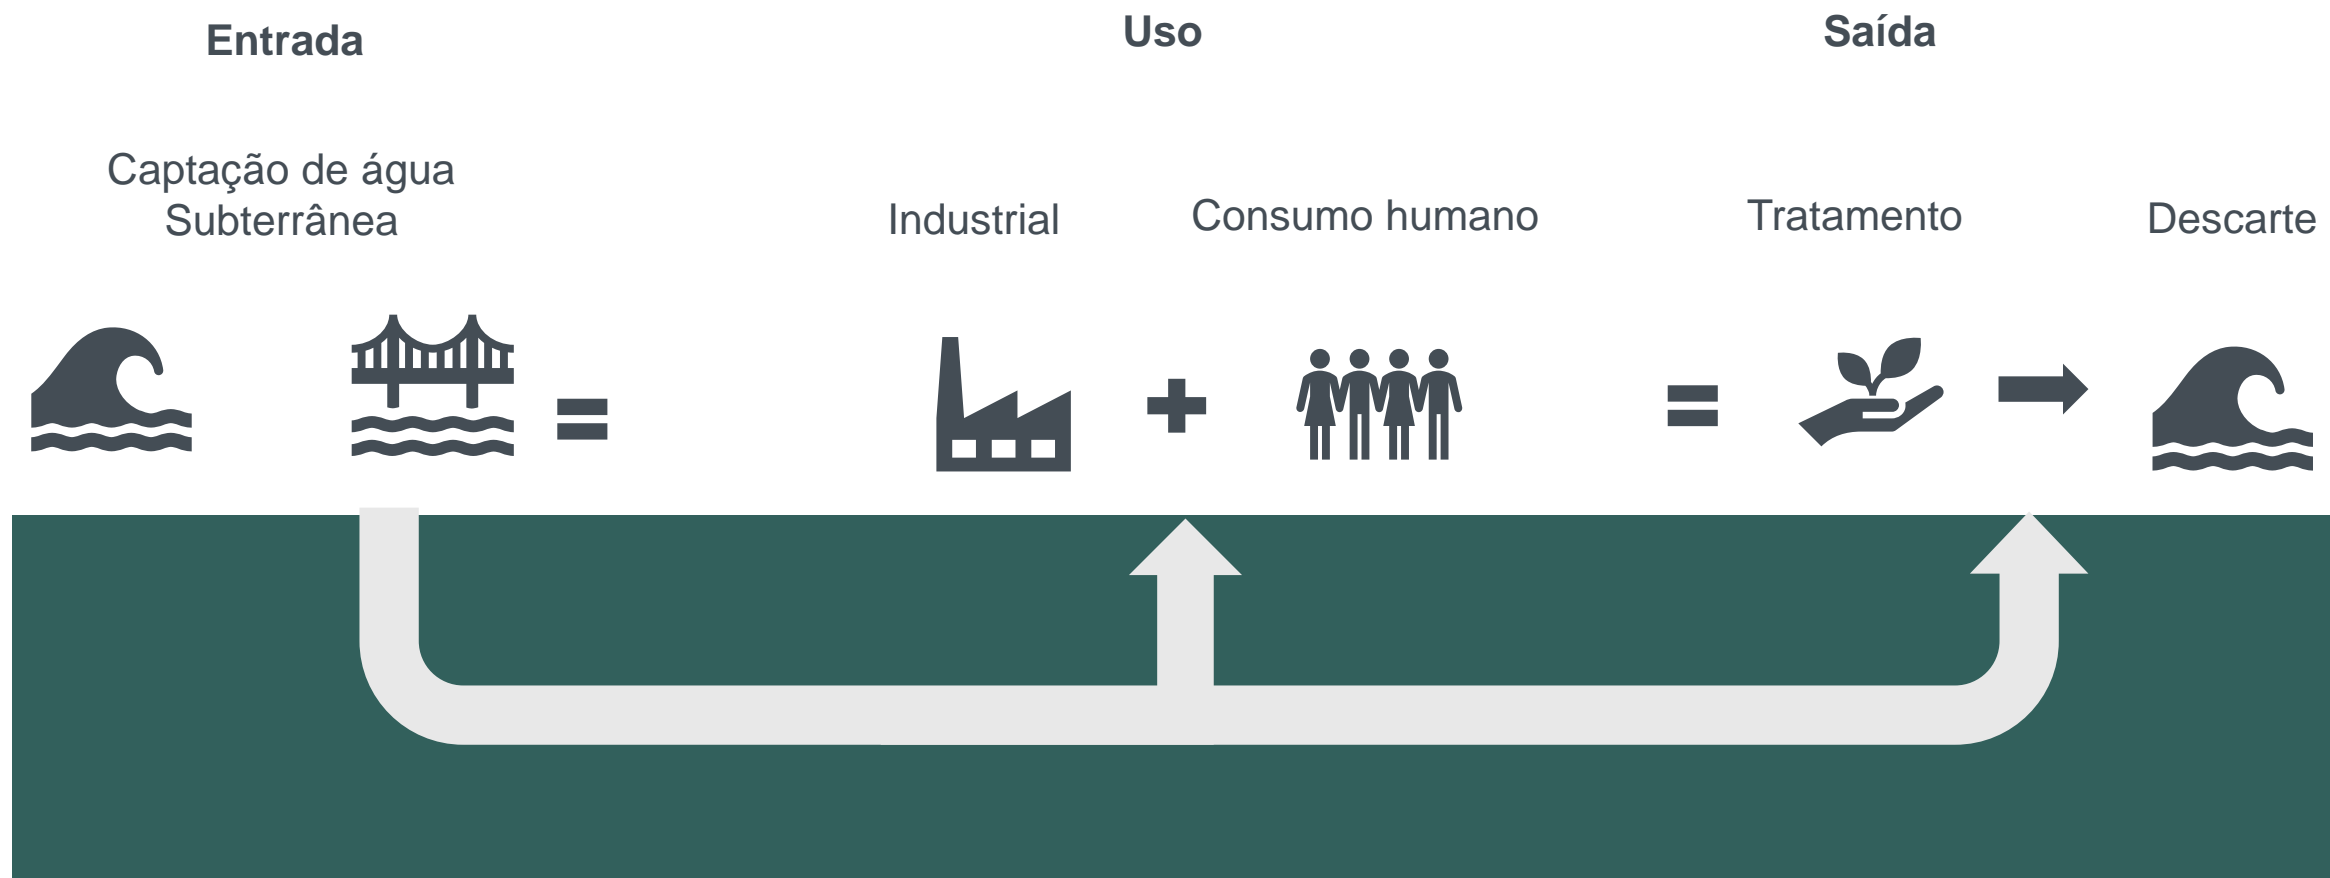 Entrada
Uso
Saída
Captação de água
Subterrânea
Industrial
Consumo humano
Tratamento
Descarte